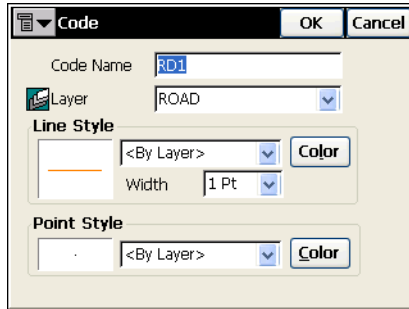 Code OK Cancel
Code Name RD1
Layer ROAD
Line Style
<By Layer> Color
Width 1 Pt
Point Style
<By Layer> Color